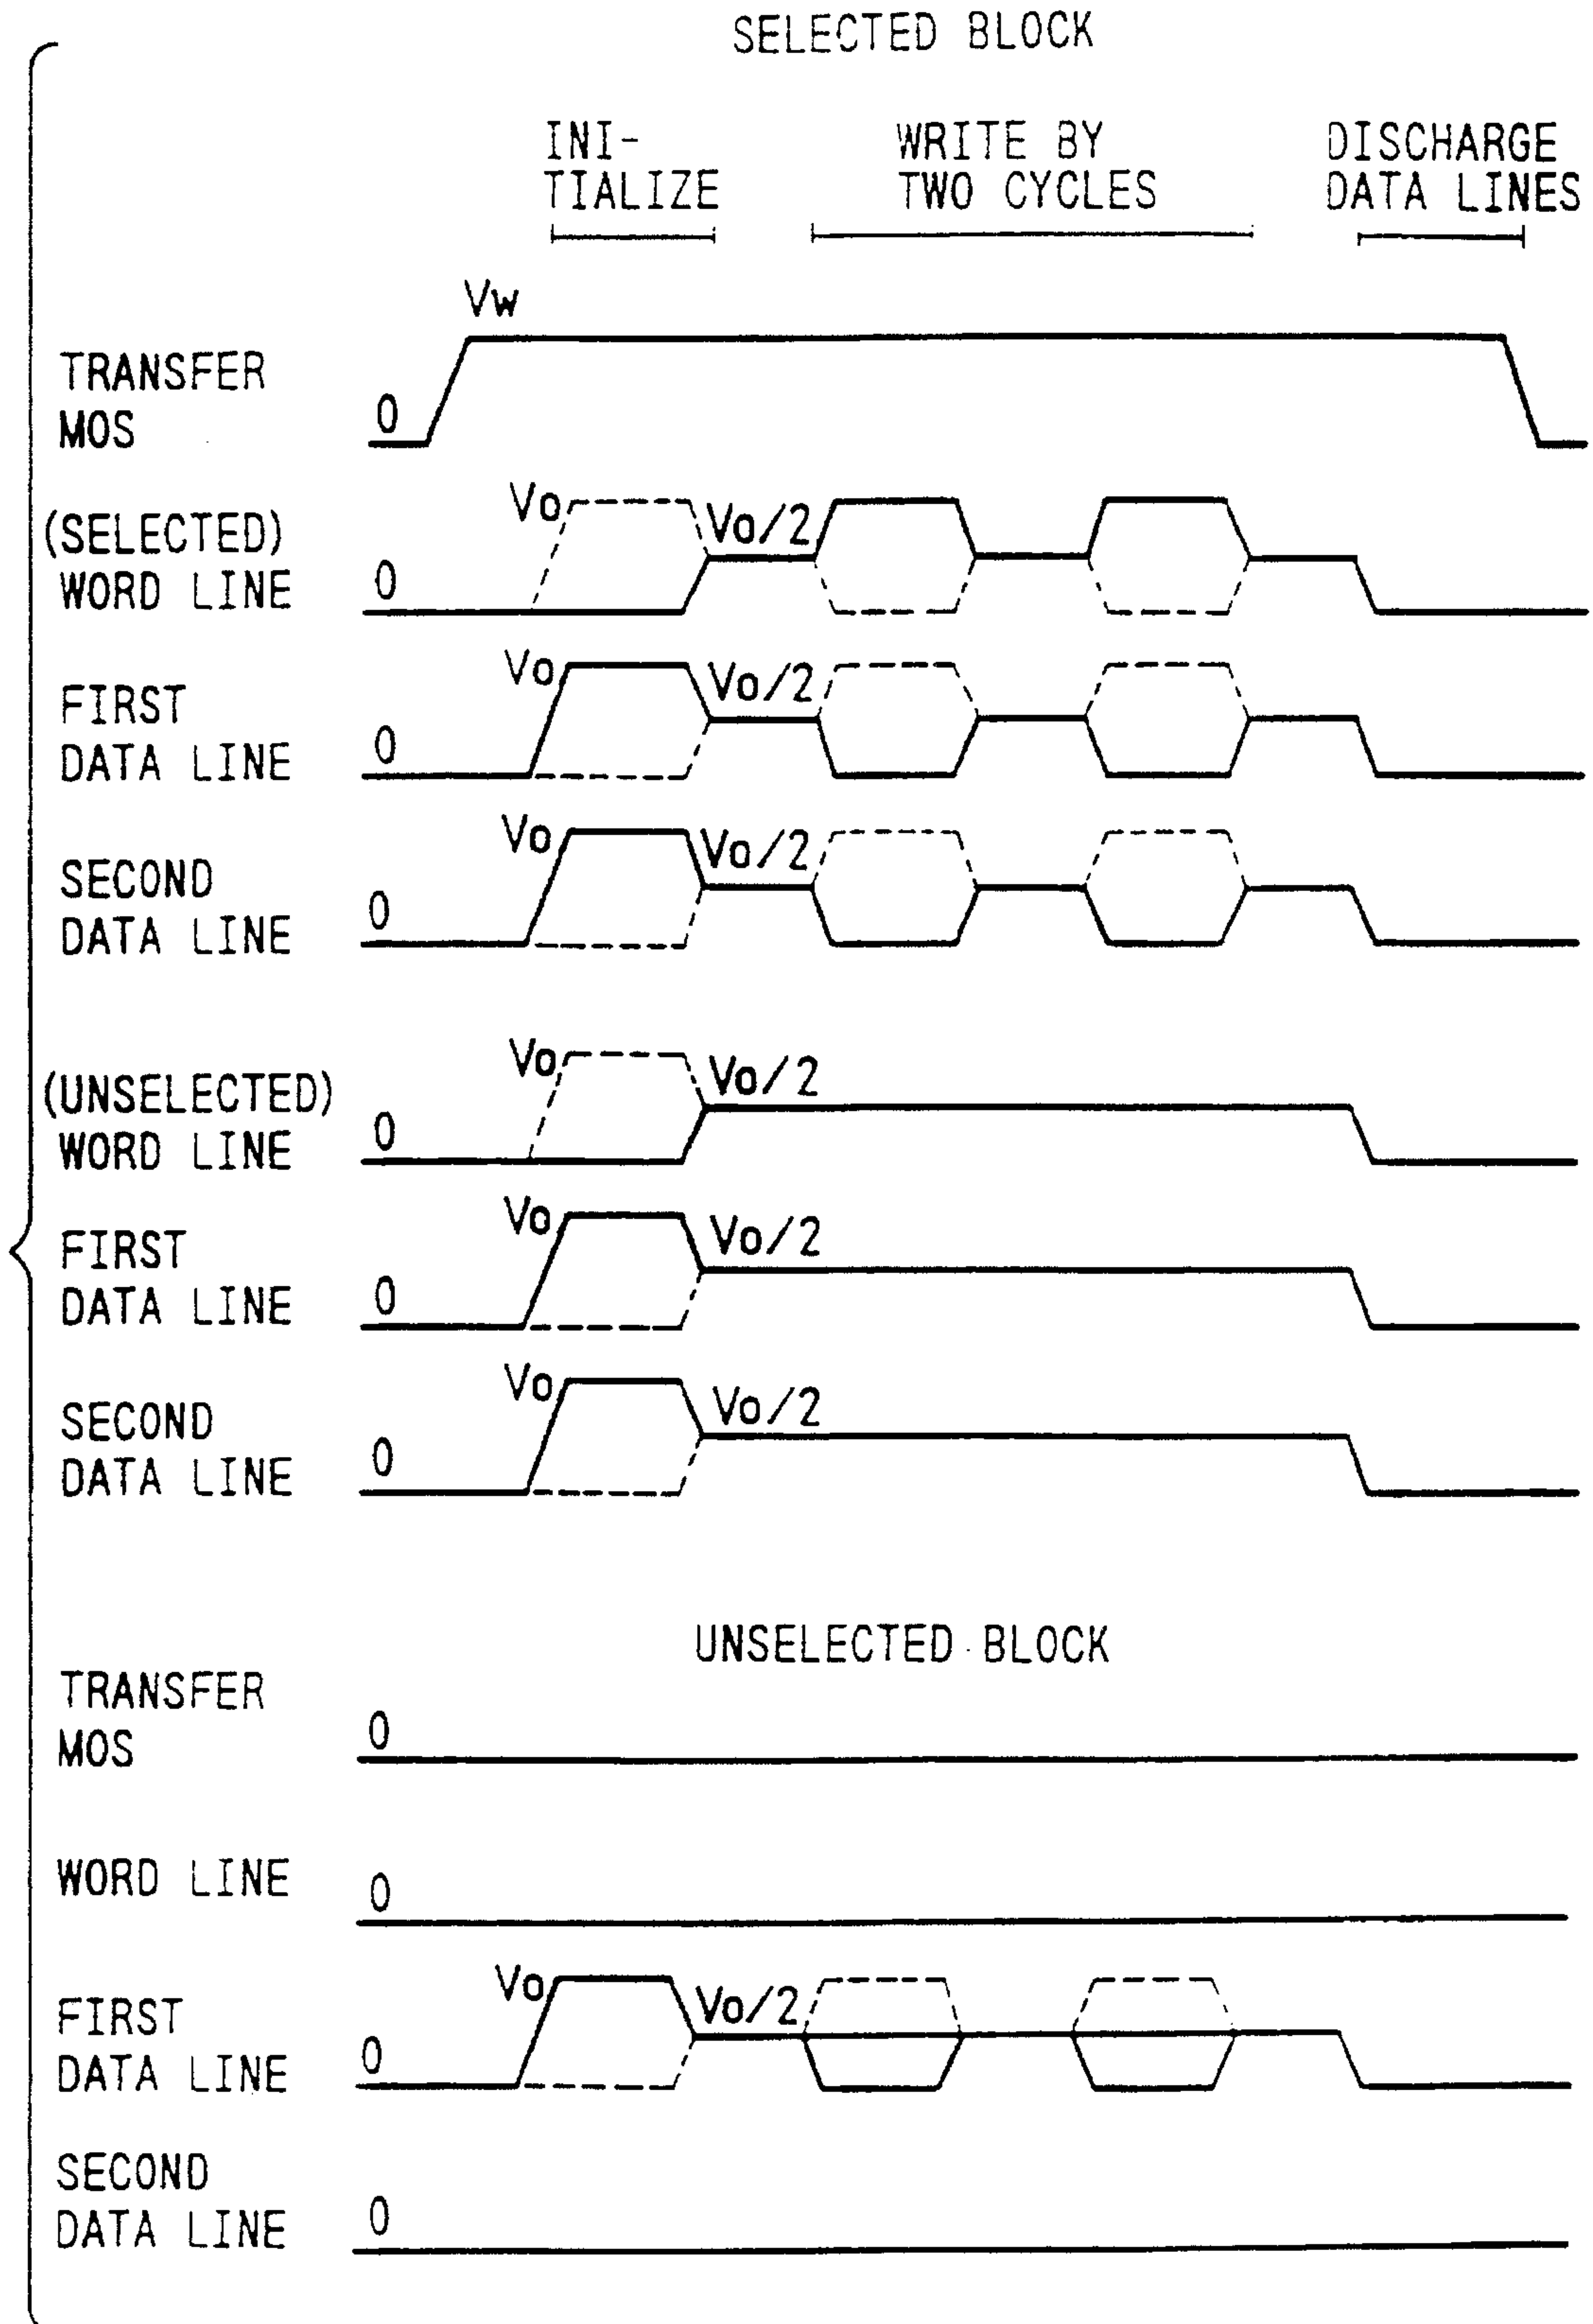 SELECTED BLOCK
INI-
TIALIZE
WRITE BY
TWO CYCLES
DISCHARGE
DATA LINES
Vw
TRANSFER
MOS
0
(SELECTED)
WORD LINE
0
Vo
Vo/2
FIRST
DATA LINE
0
Vo
Vo/2
SECOND
DATA LINE
0
Vo
Vo/2
(UNSELECTED)
WORD LINE
0
Vo
Vo/2
FIRST
DATA LINE
0
Vo
Vo/2
SECOND
DATA LINE
0
Vo
Vo/2
UNSELECTED BLOCK
TRANSFER
MOS
0
WORD LINE
0
FIRST
DATA LINE
0
Vo
Vo/2
SECOND
DATA LINE
0